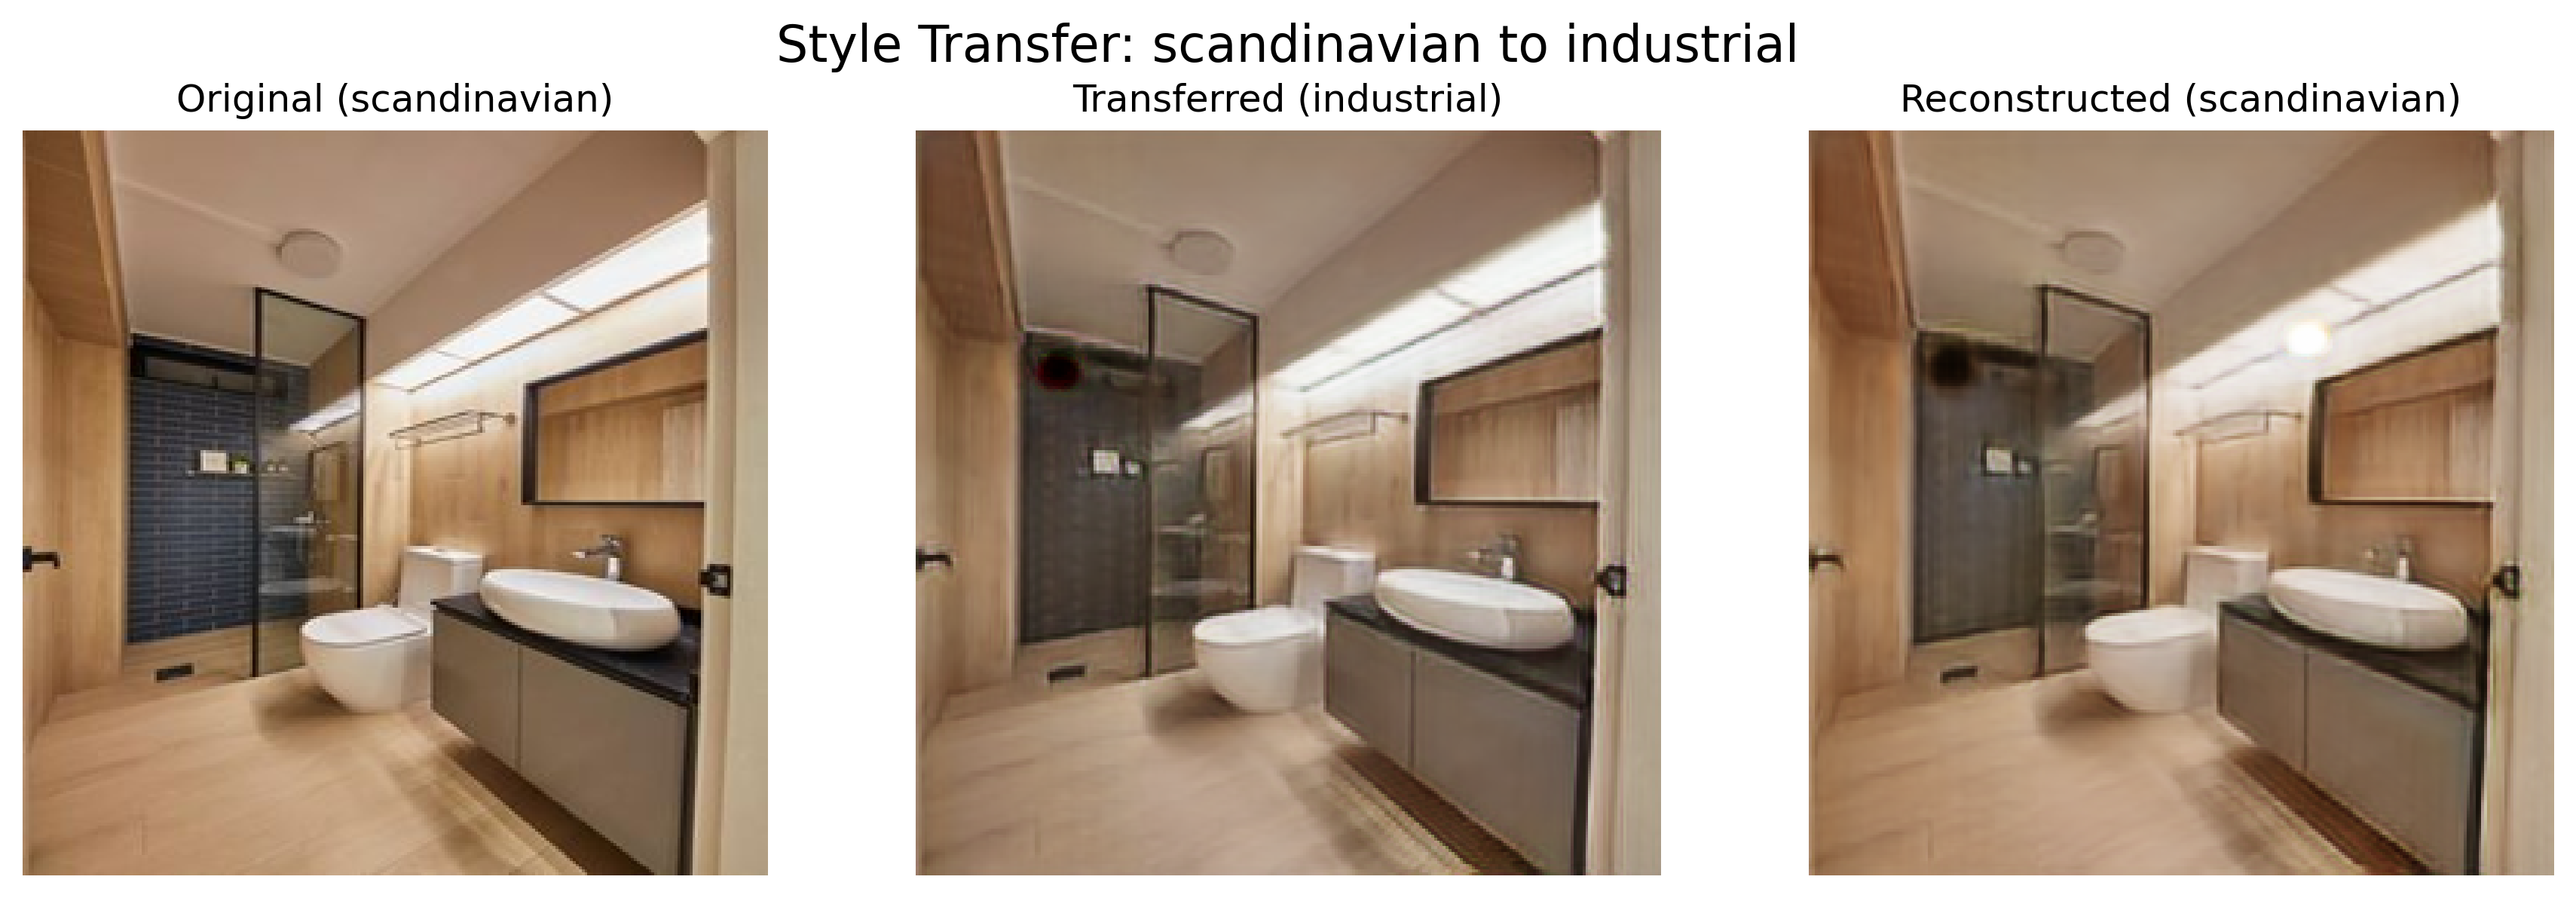 Style Transfer: scandinavian to industrial
Original (scandinavian)
Transferred (industrial)
Reconstructed (scandinavian)